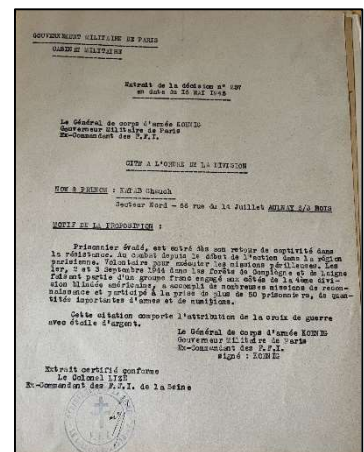 GOUVERNEMENT MILITAIRE DE PARIS
CABINET MILITAIRE
Extrait de la décision n° 237
en date du 15 MAI 1945
Le Général de corps d'armée KOENIG
Gouverneur Militaire de Paris
Ex-Commandant des F.F.I.
CITE A L'ORDRE DE LA DIVISION
NOM & PRENOM : Chaouch
Secteur Nord - 56 rue du 14 Juillet AULNAY S/S BOIS
MOTIF DE LA PROPOSITION :
Prisonnier évadé, est entré dès son retour de captivité dans
la résistance. Au combat depuis le début de l'action dans la région
parisienne. Volontaire pour exécuter les missions périlleuses. Les
1er, 2 et 3 Septembre 1944 dans les forêts de Compiègne et de Laigne
faisant partie d'un groupe franc engagé aux côtés de la 4ème divi-
sion blindée américaine, a accompli de nombreuses missions de recon-
naissance et participé à la prise de plus de 50 prisonniers, de quan-
tités importantes d'armes et de munitions.
Cette citation comporte l'attribution de la croix de guerre
avec étoile d'argent.
Le Général de corps d'armée KOENIG
Gouverneur Militaire de Paris
Ex-Commandant des F.F.I.
signé : KOENIG
Extrait certifié conforme
Le Colonel LIZE
Ex-Commandant des F.F.I. de la Seine